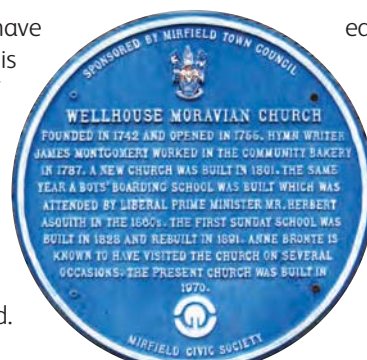 have
is
ed
d.
SPONSORED BY MIRFIELD TOWN COUNCIL
WELLHOUSE MORAVIAN CHURCH
FOUNDED IN 1742 AND OPENED IN 1755. HYMN WRITER
JAMES MONTGOMERY WORKED IN THE COMMUNITY BAKERY
IN 1787. A NEW CHURCH WAS BUILT IN 1801. THE SAME
YEAR A BOYS' BOARDING SCHOOL WAS BUILT WHICH WAS
ATTENDED BY LIBERAL PRIME MINISTER MR. HERBERT
ASQUITH IN THE 1860s. THE FIRST SUNDAY SCHOOL WAS
BUILT IN 1828 AND REBUILT IN 1891. ANNE BRONTE IS
KNOWN TO HAVE VISITED THE CHURCH ON SEVERAL
OCCASIONS. THE PRESENT CHURCH WAS BUILT IN
1970.
MIRFIELD CIVIC SOCIETY